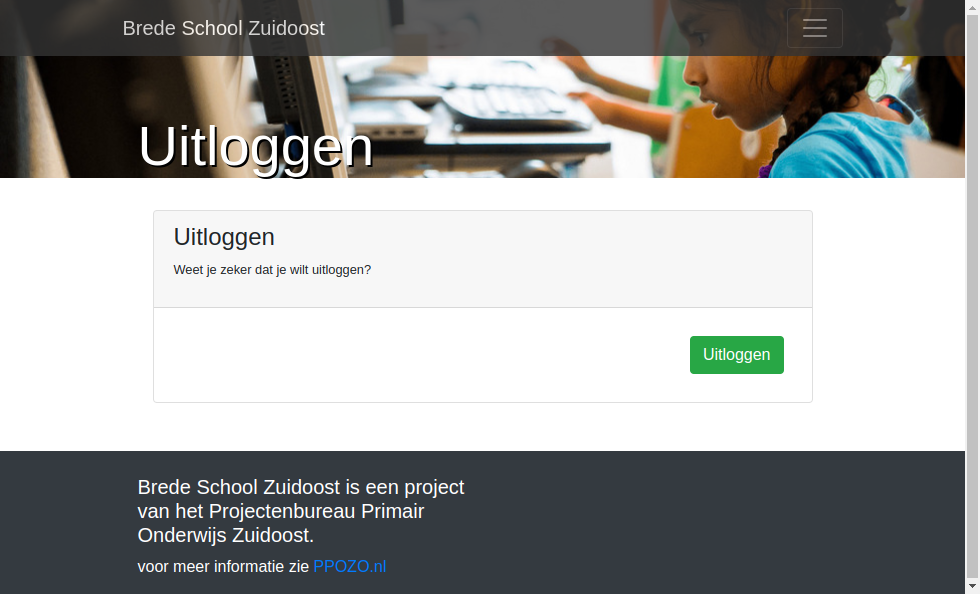 Brede School Zuidoost
Uitloggen
Uitloggen
Weet je zeker dat je wilt uitloggen?
Uitloggen
Brede School Zuidoost is een project
van het Projectenbureau Primair
Onderwijs Zuidoost.
voor meer informatie zie PPOZO.nl